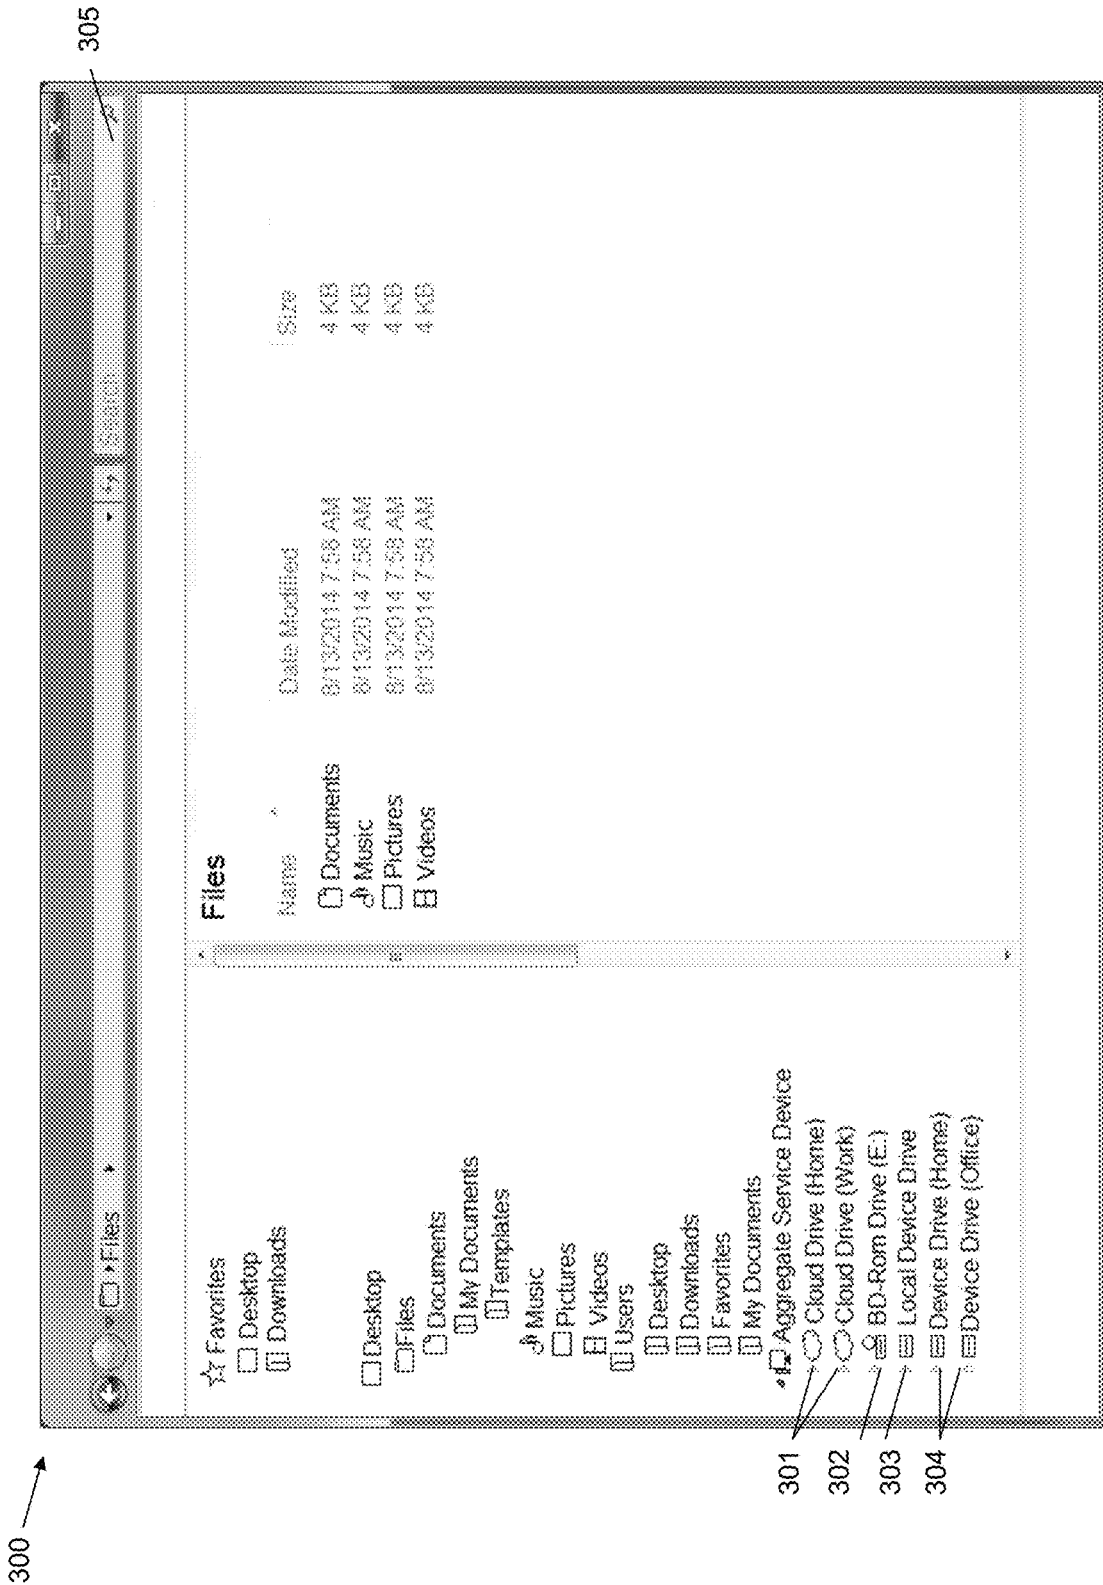 300
305
Files
Search
Favorites
Desktop
Downloads
Desktop
Files
Documents
My Documents
Templates
Music
Pictures
Videos
Users
Desktop
Downloads
Favorites
My Documents
Aggregate Service Device
Cloud Drive (Home)
Cloud Drive (Work)
BD-Rom Drive (E:)
Local Device Drive
Device Drive (Home)
Device Drive (Office)
301
302
303
304
Files
Name Date Modified Size
Documents 8/13/2014 7:58 AM 4 KB
Music 8/13/2014 7:58 AM 4 KB
Pictures 8/13/2014 7:58 AM 4 KB
Videos 8/13/2014 7:58 AM 4 KB